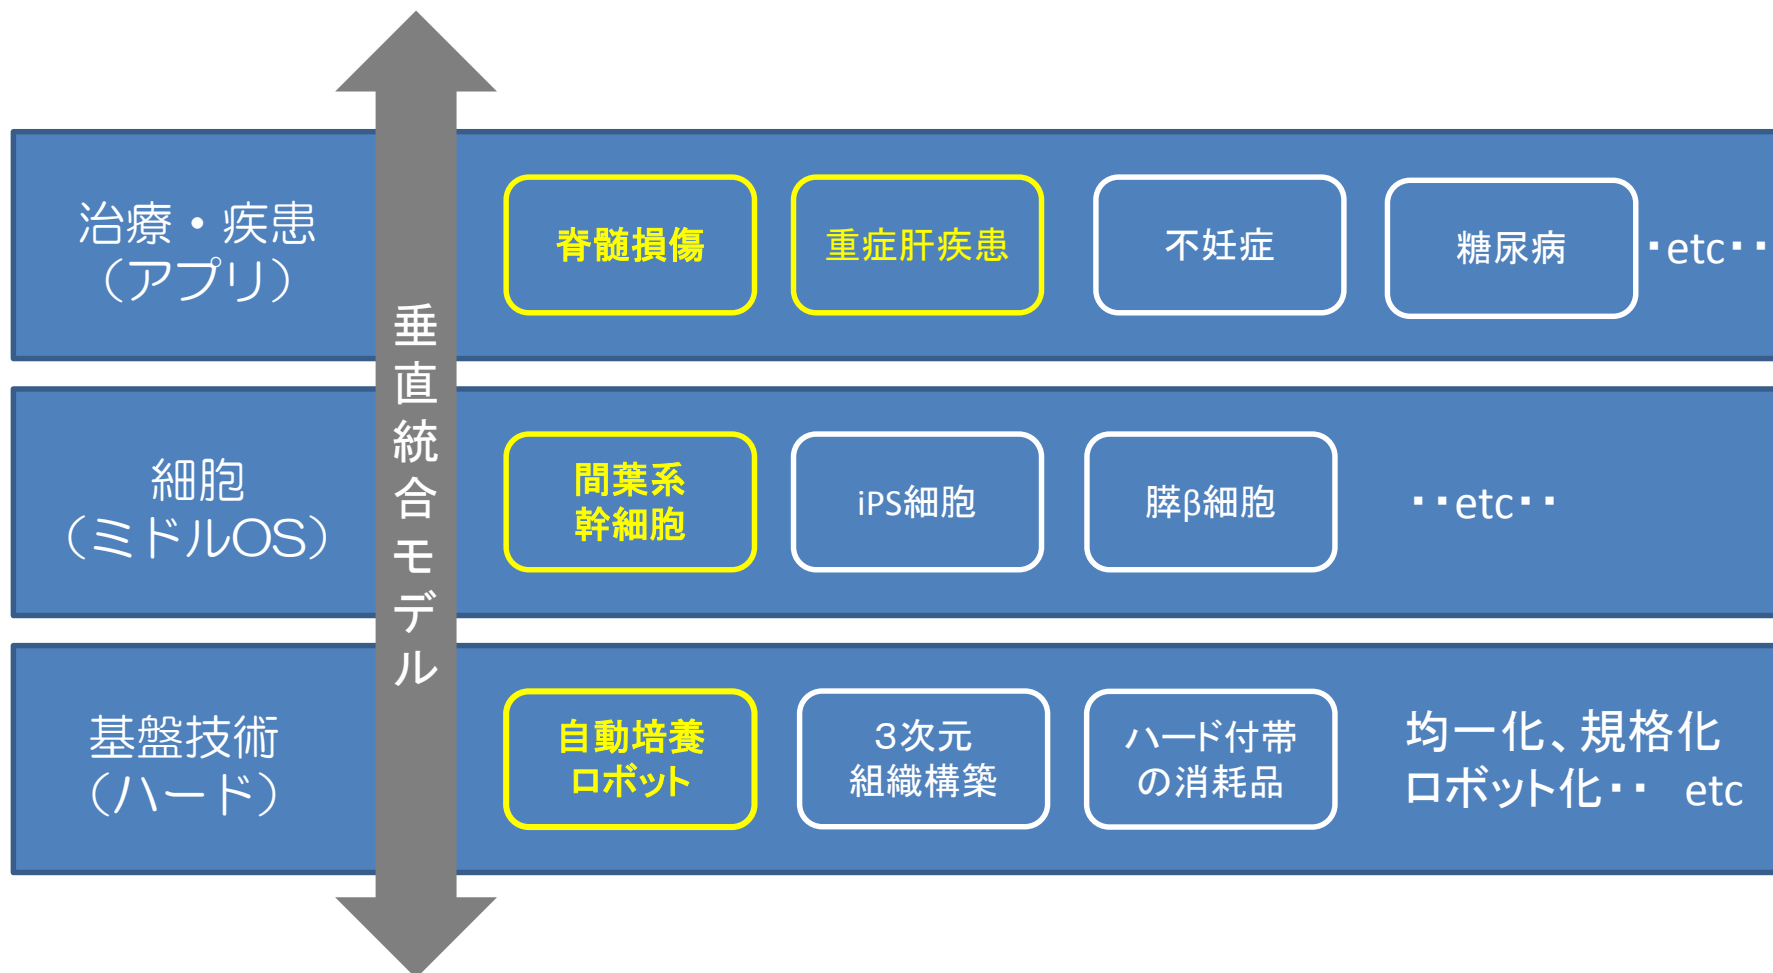 治療・疾患
（アプリ）
脊髄損傷
重症肝疾患
不妊症
糖尿病
・etc・・
垂直統合モデル
細胞
（ミドルOS）
間葉系
幹細胞
iPS細胞
膵β細胞
・・etc・・
基盤技術
（ハード）
自動培養
ロボット
３次元
組織構築
ハード付帯
の消耗品
均一化、規格化
ロボット化・・ etc